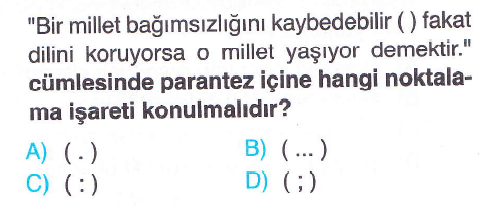 "Bir millet bağımsızlığını kaybedebilir ( ) fakat
dilini koruyorsa o millet yaşıyor demektir."
cümlesinde parantez içine hangi noktala-
ma işareti konulmalıdır?
A) ( . ) B) ( ... )
C) ( : ) D) ( ; )